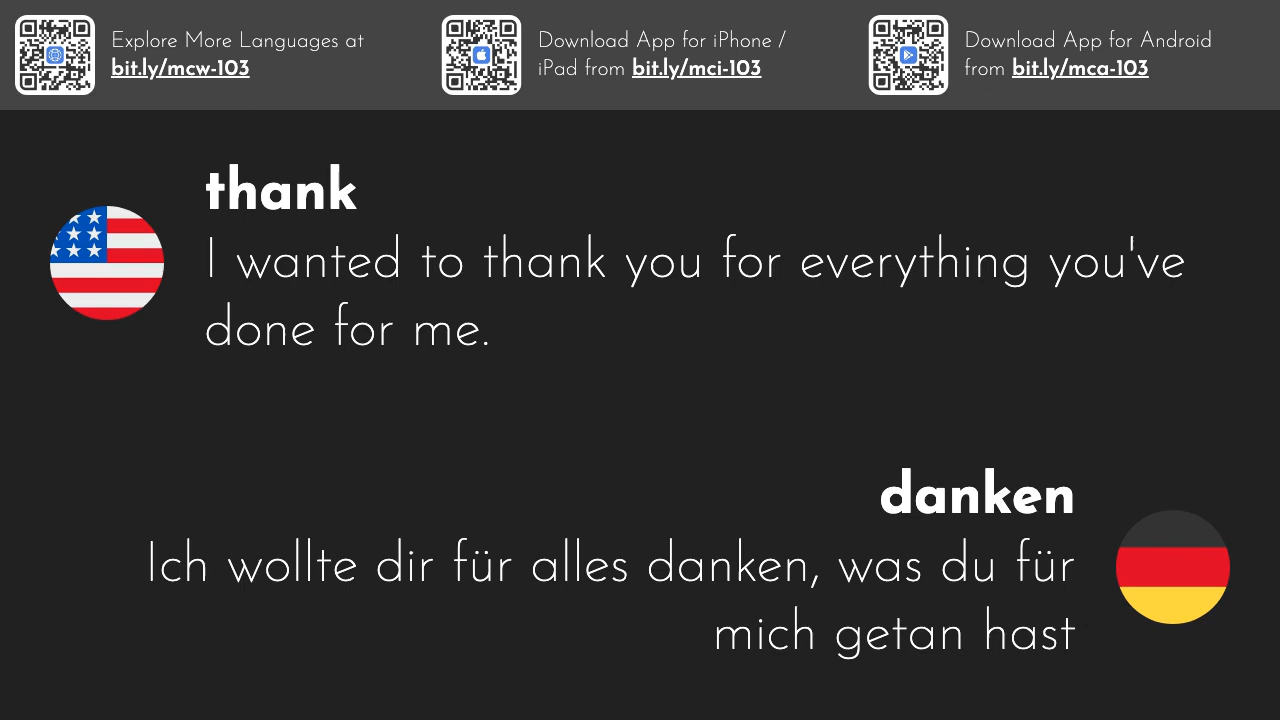 Explore More Languages at
bit.ly/mcw-103
Download App for iPhone /
iPad from bit.ly/mci-103
Download App for Android
from bit.ly/mca-103
thank
I wanted to thank you for everything you've
done for me.
danken
Ich wollte dir für alles danken, was du für
mich getan hast